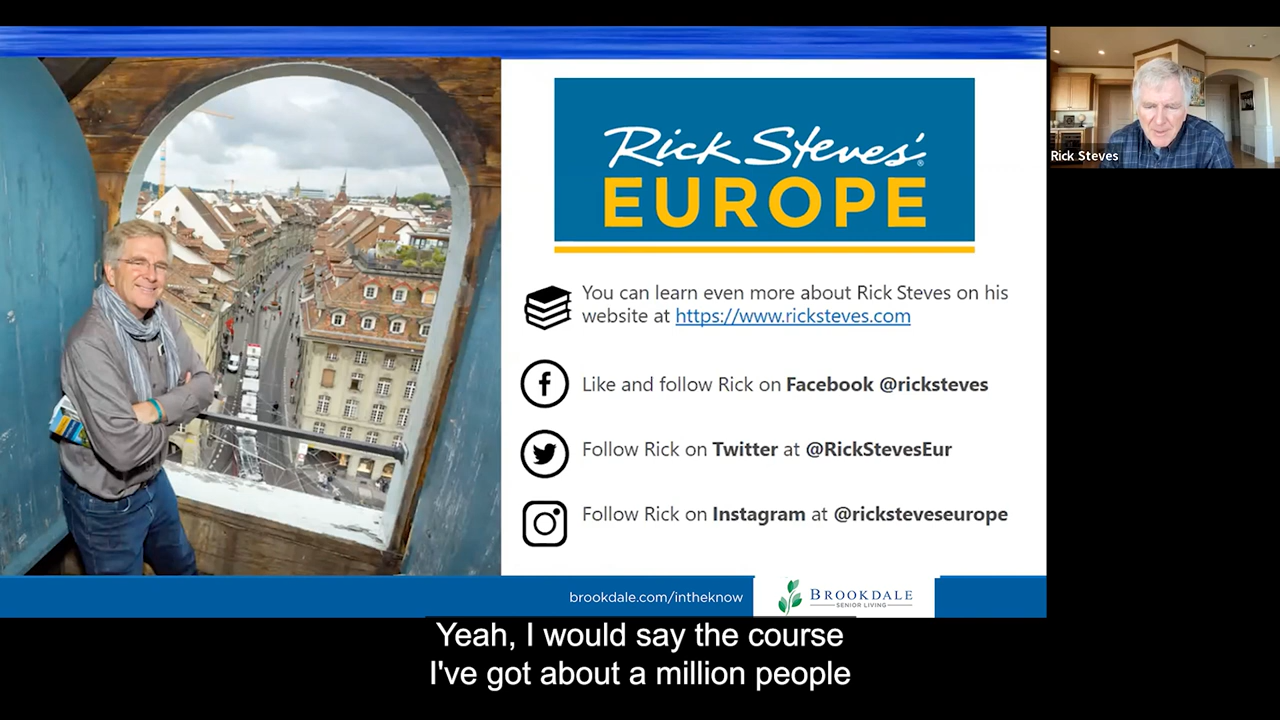 Rick Steves'
EUROPE
You can learn even more about Rick Steves on his
website at https://www.ricksteves.com
Like and follow Rick on Facebook @ricksteves
Follow Rick on Twitter at @RickStevesEur
Follow Rick on Instagram at @ricksteveseurope
Rick Steves
brookdale.com/intheknow
BROOKDALE
SENIOR LIVING
Yeah, I would say the course
I've got about a million people